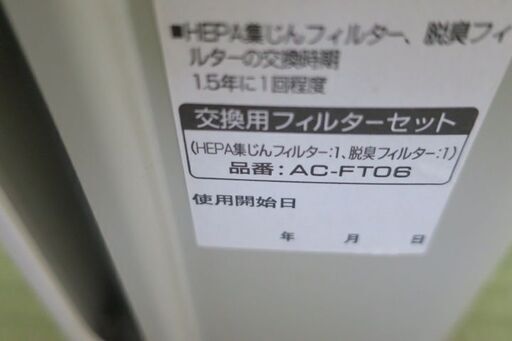 ■HEPA集じんフィルター、脱臭フィ
ルターの交換時期
1.5年に1回程度
交換用フィルターセット
(HEPA集じんフィルター:1、脱臭フィルター:1)
品番:AC-FT06
使用開始日
年 月 日